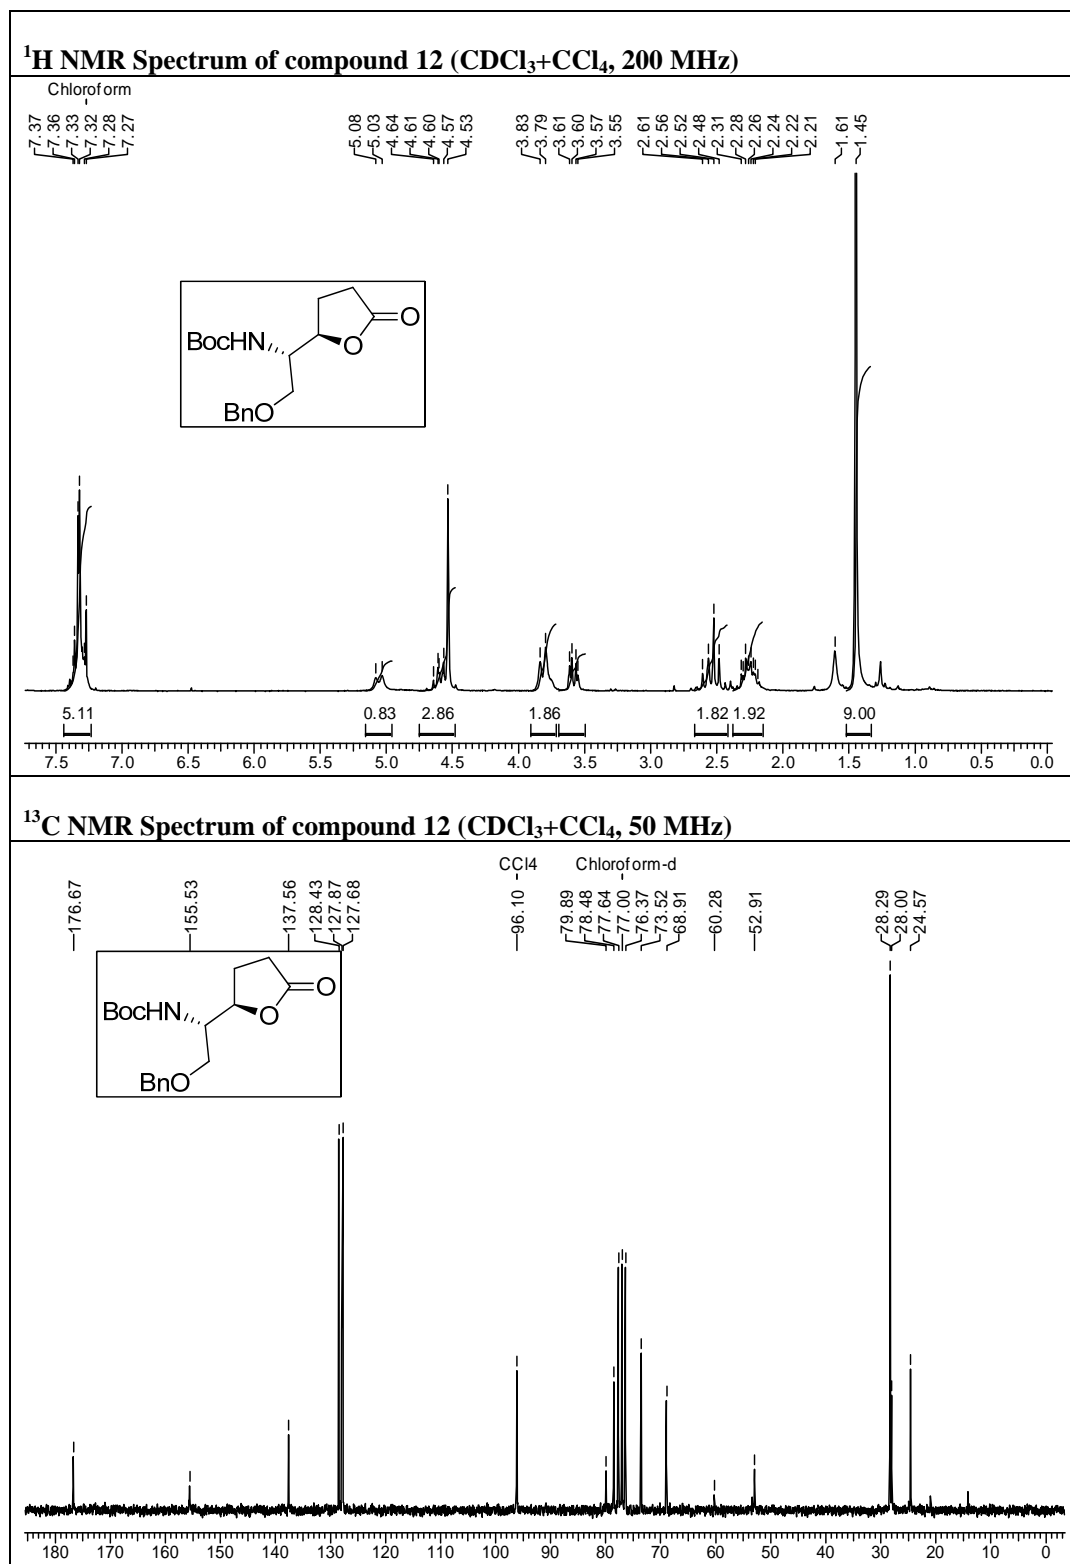 ¹H NMR Spectrum of compound 12 (CDCl₃+CCl₄, 200 MHz)
Chloroform
7.37 7.36 7.33 7.32 7.28 7.27 5.08 5.03 4.64 4.61 4.60 4.57 4.53 3.83 3.79 3.61 3.60 3.57 3.55 2.61 2.56 2.52 2.48 2.31 2.28 2.26 2.24 2.22 2.21 1.61 1.45
O
BocHN
O
BnO
5.11 0.83 2.86 1.86 1.82 1.92 9.00
7.5 7.0 6.5 6.0 5.5 5.0 4.5 4.0 3.5 3.0 2.5 2.0 1.5 1.0 0.5 0.0
¹³C NMR Spectrum of compound 12 (CDCl₃+CCl₄, 50 MHz)
CCl4 Chloroform-d
176.67 155.53 137.56 128.43 127.87 127.68 96.10 79.89 78.48 77.64 77.00 76.37 73.52 68.91 60.28 52.91 28.29 28.00 24.57
O
BocHN
O
BnO
180 170 160 150 140 130 120 110 100 90 80 70 60 50 40 30 20 10 0